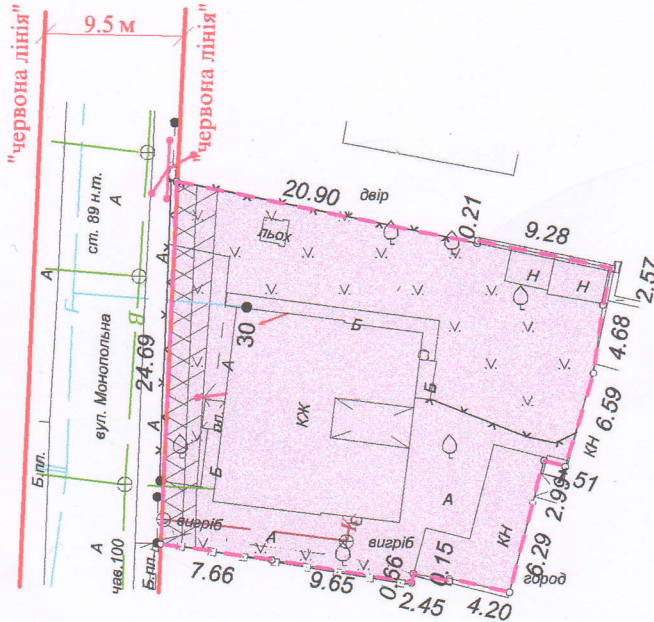 "червона лінія"
9.5 м
"червона лінія"
ст. 89 н.т.
А
А
вул. Монопольна
В
24.69
Б.пл.
А
чав.100
Б.пл.
20.90
двір
0.21
9.28
2.57
4.68
6.59
КН
51
2.99
6.29
город
4.20
2.45
0.15
0.66
9.65
7.66
льох
Н
Н
А
30
Б
А
Б
КЖ
пл.
Б
А
А
КН
вигріб
А
К
вигріб